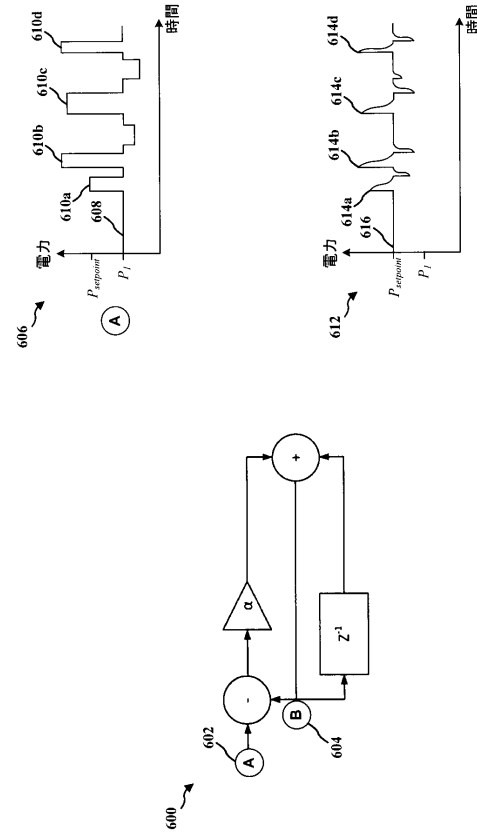 600
602
A
-
α
+
B
604
Z⁻¹
606
A
電力
P_setpoint
P_1
608
610a
610b
610c
610d
時間
612
電力
P_setpoint
P_1
616
614a
614b
614c
614d
時間